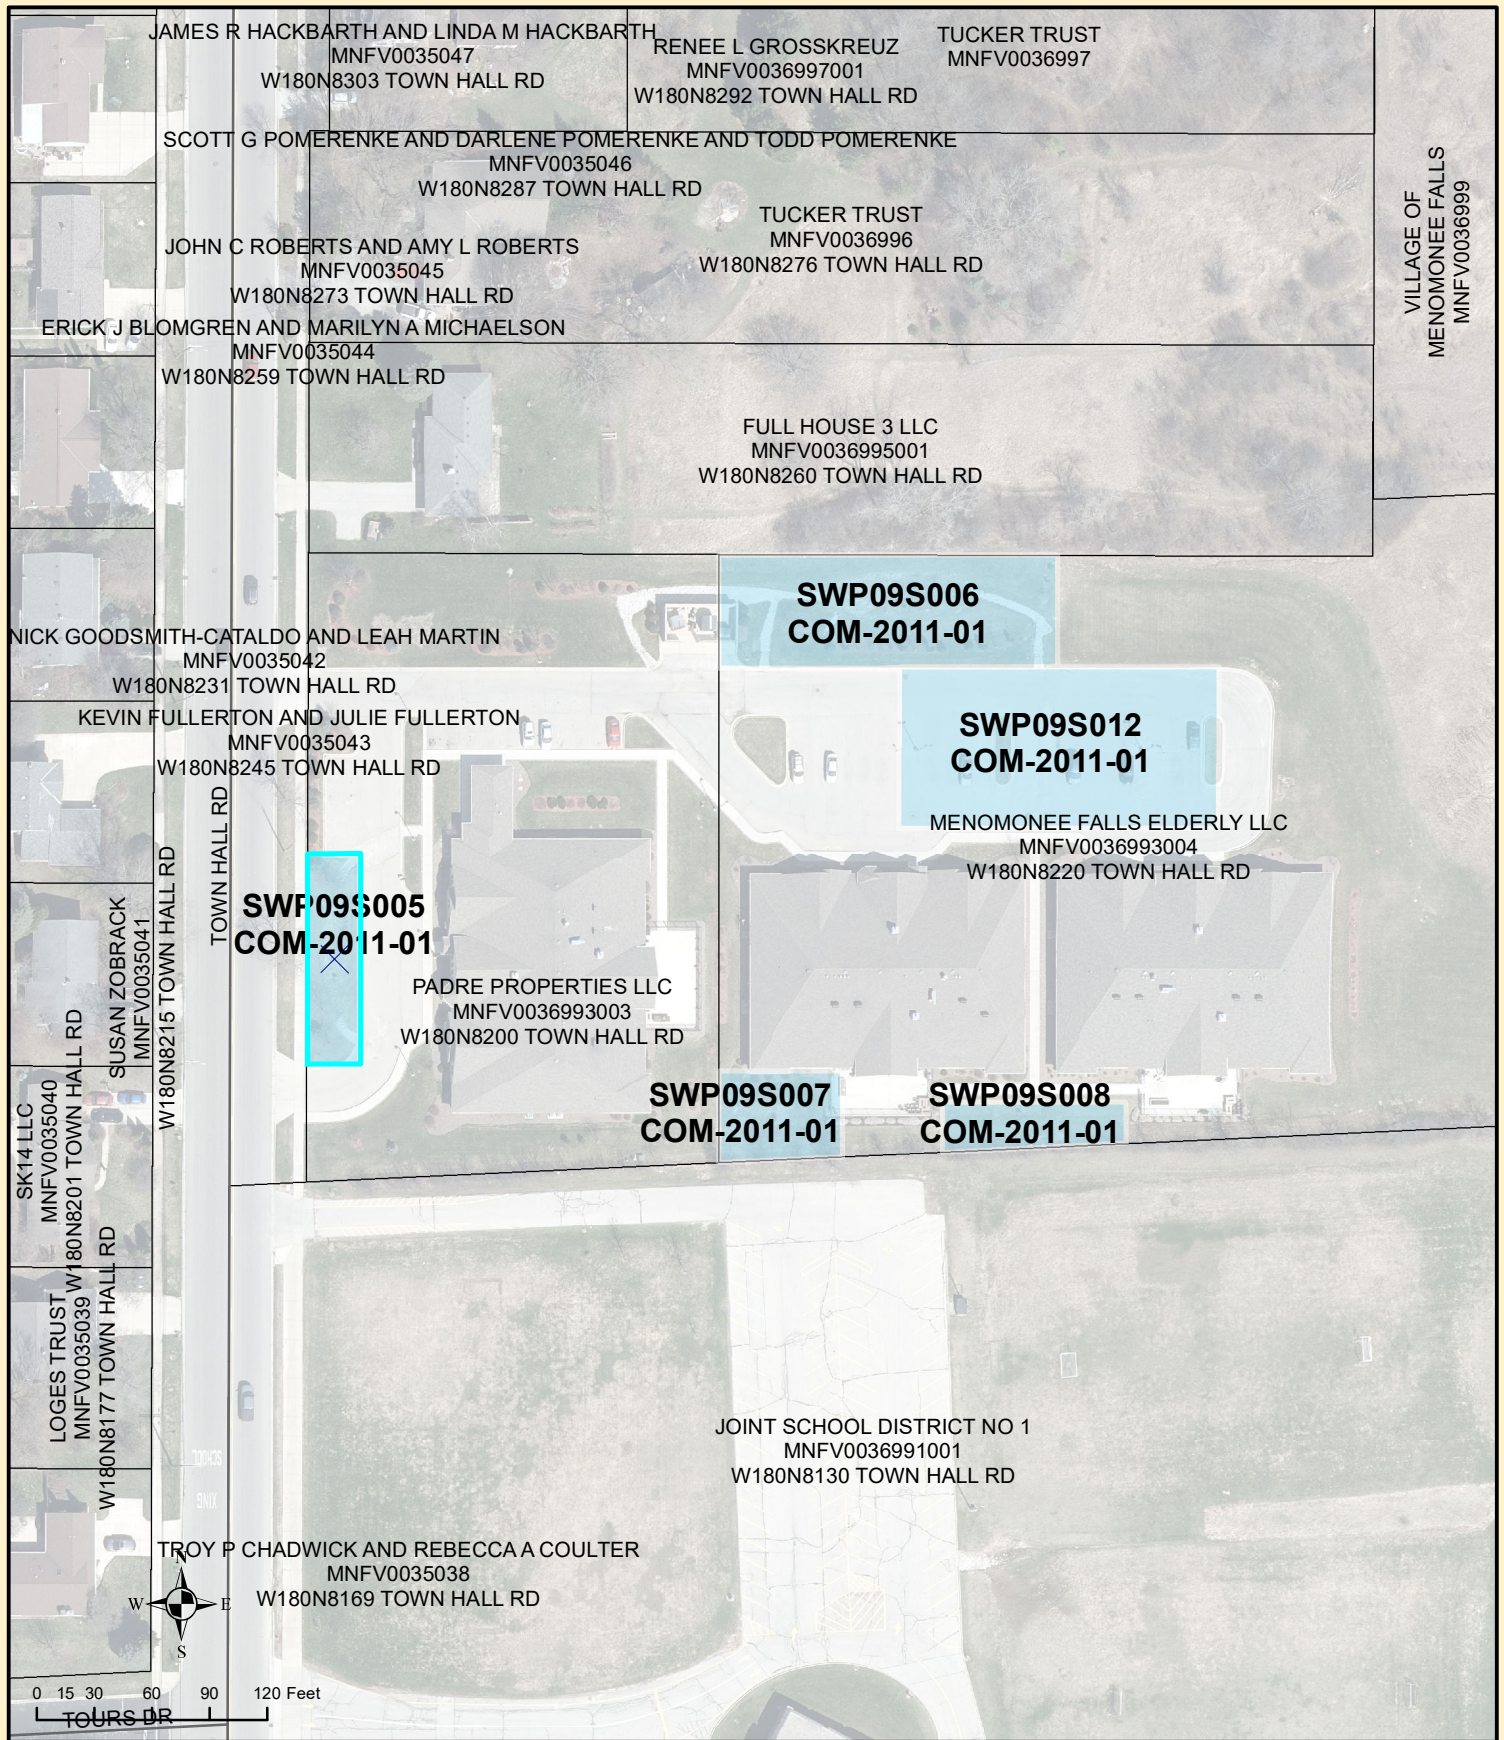 JAMES R HACKBARTH AND LINDA M HACKBARTH
MNFV0035047
W180N8303 TOWN HALL RD
RENEE L GROSSKREUZ
MNFV0036997001
W180N8292 TOWN HALL RD
TUCKER TRUST
MNFV0036997
SCOTT G POMERENKE AND DARLENE POMERENKE AND TODD POMERENKE
MNFV0035046
W180N8287 TOWN HALL RD
TUCKER TRUST
MNFV0036996
W180N8276 TOWN HALL RD
VILLAGE OF
MENOMONEE FALLS
MNFV0036999
JOHN C ROBERTS AND AMY L ROBERTS
MNFV0035045
W180N8273 TOWN HALL RD
ERICK J BLOMGREN AND MARILYN A MICHAELSON
MNFV0035044
W180N8259 TOWN HALL RD
FULL HOUSE 3 LLC
MNFV0036995001
W180N8260 TOWN HALL RD
SWP09S006
COM-2011-01
NICK GOODSMITH-CATALDO AND LEAH MARTIN
MNFV0035042
W180N8231 TOWN HALL RD
KEVIN FULLERTON AND JULIE FULLERTON
MNFV0035043
W180N8245 TOWN HALL RD
SWP09S012
COM-2011-01
MENOMONEE FALLS ELDERLY LLC
MNFV0036993004
W180N8220 TOWN HALL RD
TOWN HALL RD
SWP09S005
COM-2011-01
SUSAN ZOBRACK
MNFV0035041
W180N8215 TOWN HALL RD
PADRE PROPERTIES LLC
MNFV0036993003
W180N8200 TOWN HALL RD
SWP09S007
COM-2011-01
SWP09S008
COM-2011-01
SK14 LLC
MNFV0035040
W180N8201 TOWN HALL RD
LOGES TRUST
MNFV0035039
W180N8177 TOWN HALL RD
JOINT SCHOOL DISTRICT NO 1
MNFV0036991001
W180N8130 TOWN HALL RD
SCHOOL
XING
TROY P CHADWICK AND REBECCA A COULTER
MNFV0035038
W180N8169 TOWN HALL RD
N
W E
S
0 15 30 60 90 120 Feet
TOURS DR